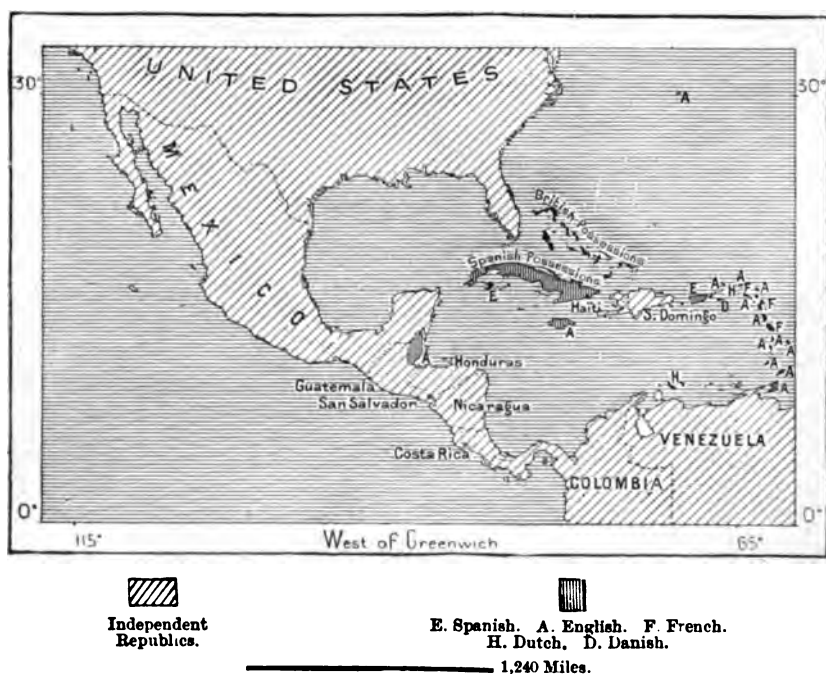 30° 30°
UNITED STATES
A
MEXICO
British Possessions
Spanish Possessions
E
Haïti
S. Domingo
A
E A H A F A
D A F
F
A A A
A A
A
A
H
A
Honduras
Guatemala
San Salvador
Nicaragua
Costa Rica
VENEZUELA
COLOMBIA
0° 0°
115° West of Greenwich 65°
Independent
Republics.
E. Spanish. A. English. F. French.
H. Dutch. D. Danish.
1,240 Miles.